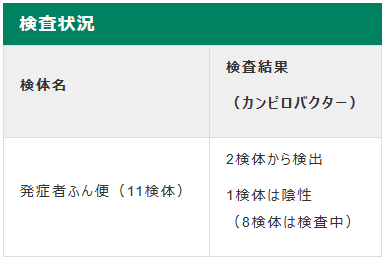 検査状況
検体名
検査結果
（カンピロバクター）
発症者ふん便（11検体）
2検体から検出
1検体は陰性
（8検体は検査中）